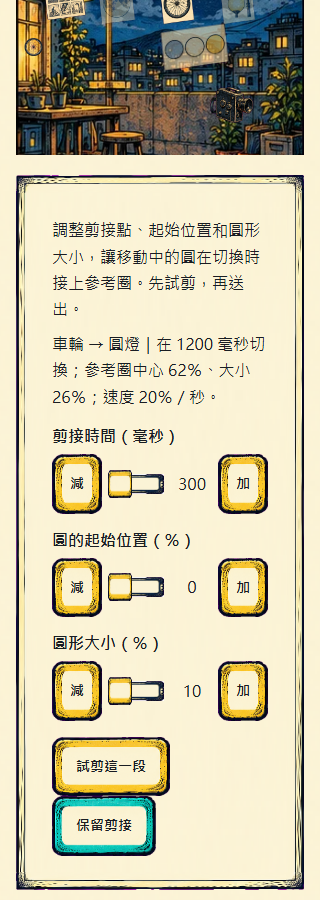 調整剪接點、起始位置和圓形
大小，讓移動中的圓在切換時
接上參考圈。先試剪，再送
出。
車輪 → 圓燈｜在 1200 毫秒切
換；參考圈中心 62%、大小
26%；速度 20% / 秒。
剪接時間（毫秒）
減 300 加
圓的起始位置（%）
減 0 加
圓形大小（%）
減 10 加
試剪這一段
保留剪接